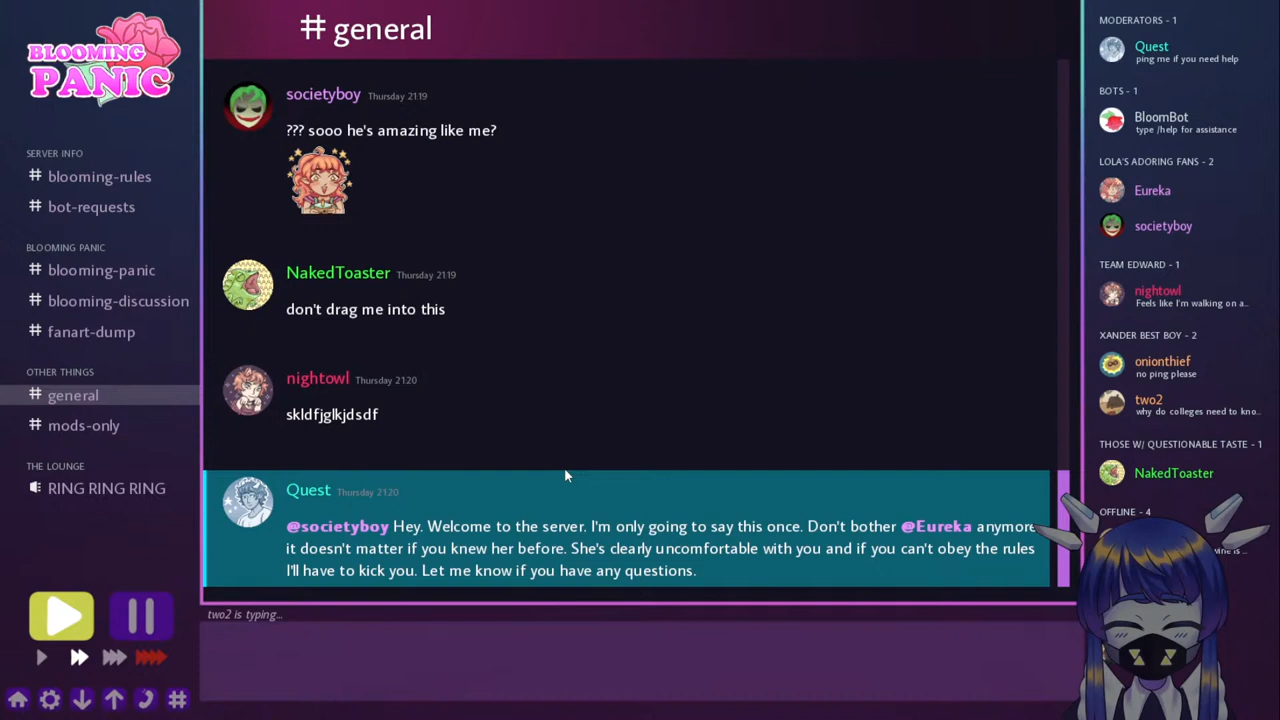 BLOOMING
PANIC
SERVER INFO
# blooming-rules
# bot-requests
BLOOMING PANIC
# blooming-panic
# blooming-discussion
# fanart-dump
OTHER THINGS
# general
# mods-only
THE LOUNGE
RING RING RING
# general
societyboy Thursday 21:19
??? sooo he's amazing like me?
NakedToaster Thursday 21:19
don't drag me into this
nightowl Thursday 21:20
skldfjglkjdsdf
Quest Thursday 21:20
@societyboy Hey. Welcome to the server. I'm only going to say this once. Don't bother @Eureka anymore
it doesn't matter if you knew her before. She's clearly uncomfortable with you and if you can't obey the rules
I'll have to kick you. Let me know if you have any questions.
two2 is typing...
MODERATORS - 1
Quest
ping me if you need help
BOTS - 1
BloomBot
type /help for assistance
LOLA'S ADORING FANS - 2
Eureka
societyboy
TEAM EDWARD - 1
nightowl
Feels like I'm walking on a..
XANDER BEST BOY - 2
onionthief
no ping please
two2
why do colleges need to kno..
THOSE W/ QUESTIONABLE TASTE - 1
NakedToaster
OFFLINE - 4